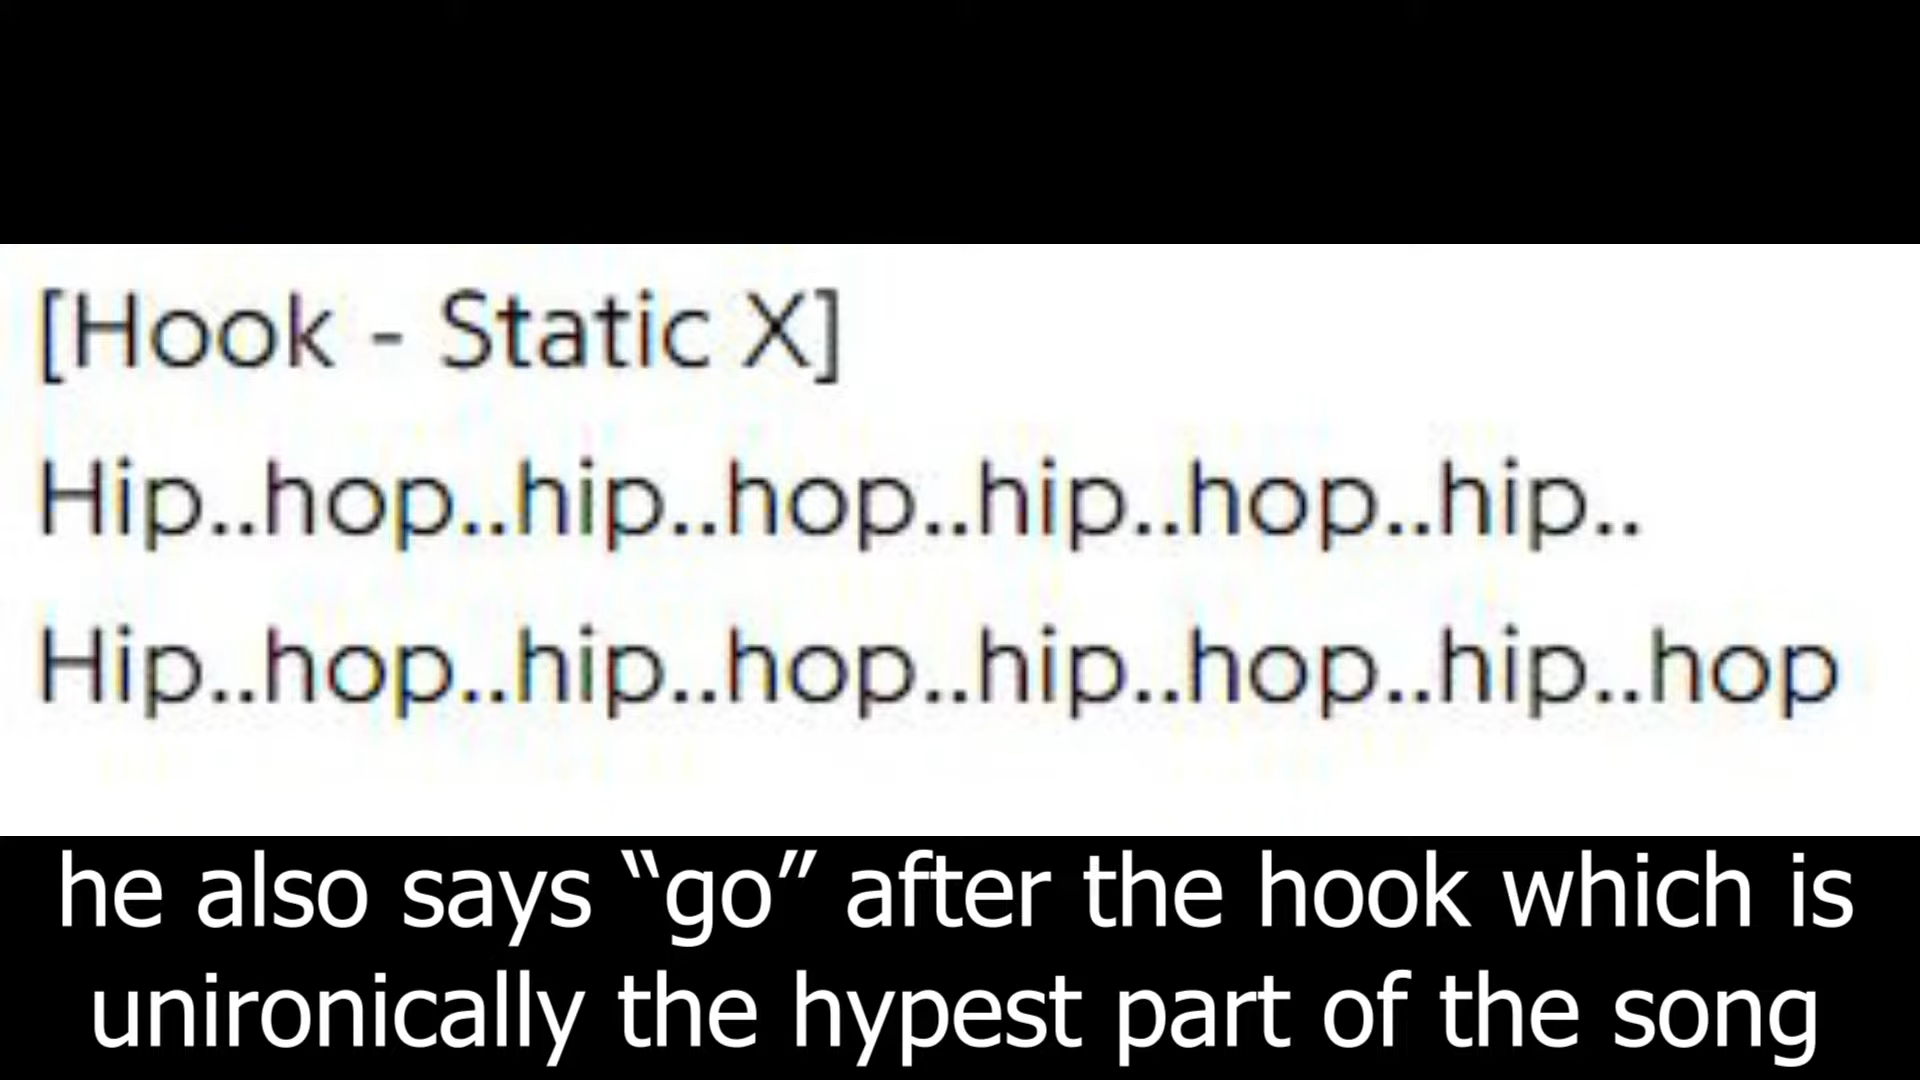 [Hook - Static X]
Hip..hop..hip..hop..hip..hop..hip..
Hip..hop..hip..hop..hip..hop..hip..hop
he also says “go” after the hook which is
unironically the hypest part of the song